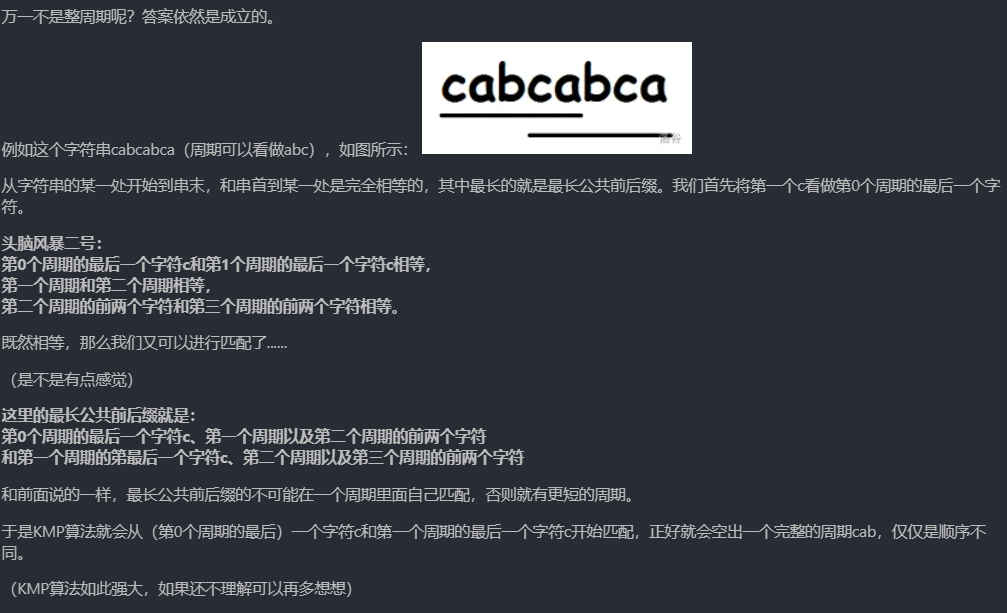 万一不是整周期呢？答案依然是成立的。
cabcabca
洛谷
例如这个字符串cabcabca（周期可以看做abc），如图所示：
从字符串的某一处开始到串末，和串首到某一处是完全相等的，其中最长的就是最长公共前后缀。我们首先将第一个c看做第0个周期的最后一个字
符。
头脑风暴二号：
第0个周期的最后一个字符c和第1个周期的最后一个字符c相等，
第一个周期和第二个周期相等，
第二个周期的前两个字符和第三个周期的前两个字符相等。
既然相等，那么我们又可以进行匹配了......
（是不是有点感觉）
这里的最长公共前后缀就是：
第0个周期的最后一个字符c、第一个周期以及第二个周期的前两个字符
和第一个周期的第最后一个字符c、第二个周期以及第三个周期的前两个字符
和前面说的一样，最长公共前后缀的不可能在一个周期里面自己匹配，否则就有更短的周期。
于是KMP算法就会从（第0个周期的最后）一个字符c和第一个周期的最后一个字符c开始匹配，正好就会空出一个完整的周期cab，仅仅是顺序不
同。
（KMP算法如此强大，如果还不理解可以再多想想）